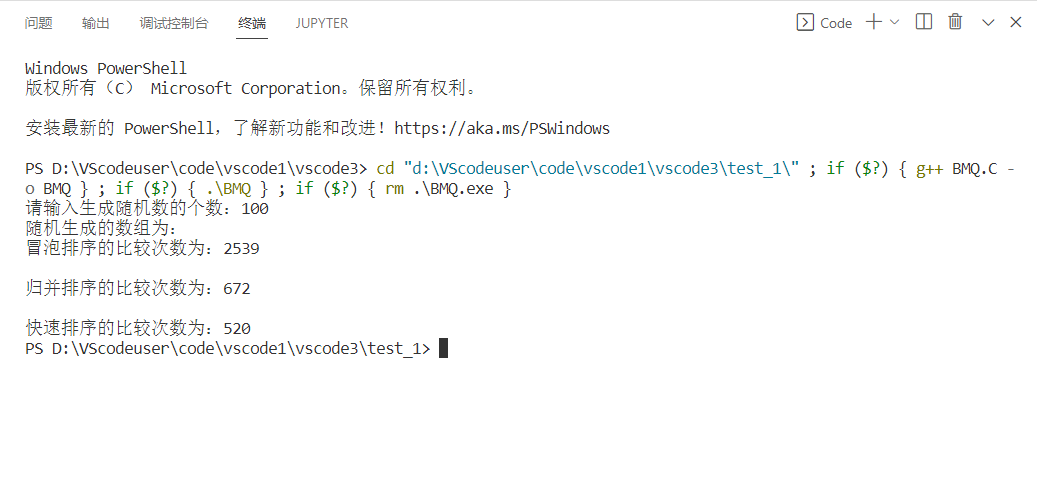 问题 输出 调试控制台 终端 JUPYTER Code
Windows PowerShell
版权所有（C） Microsoft Corporation。保留所有权利。
安装最新的 PowerShell，了解新功能和改进！https://aka.ms/PSWindows
PS D:\VScodeuser\code\vscode1\vscode3> cd "d:\VScodeuser\code\vscode1\vscode3\test_1\" ; if ($?) { g++ BMQ.C -
o BMQ } ; if ($?) { .\BMQ } ; if ($?) { rm .\BMQ.exe }
请输入生成随机数的个数：100
随机生成的数组为：
冒泡排序的比较次数为：2539
归并排序的比较次数为：672
快速排序的比较次数为：520
PS D:\VScodeuser\code\vscode1\vscode3\test_1>